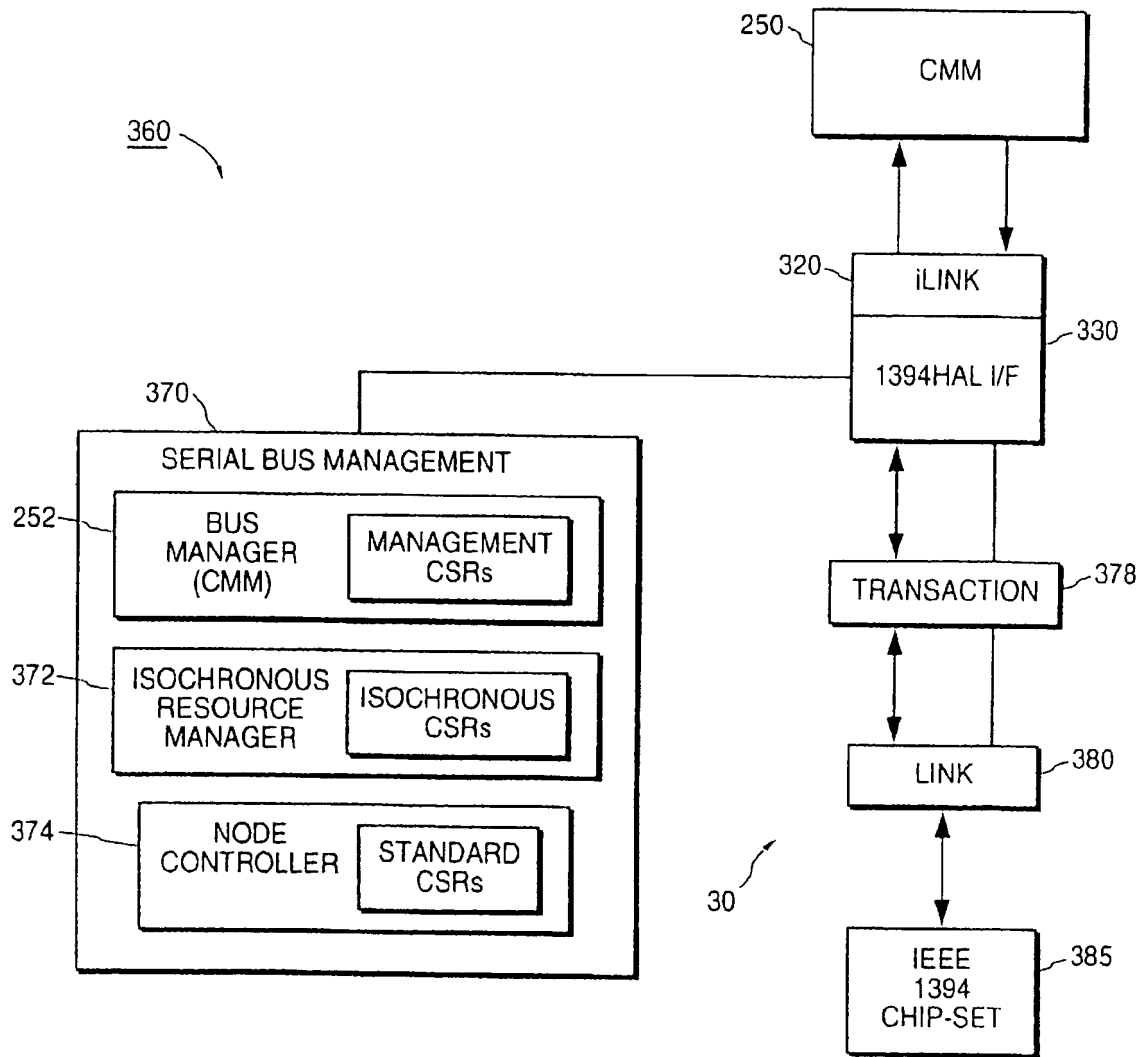 250
CMM
360
320
iLINK
330
1394HAL I/F
370
SERIAL BUS MANAGEMENT
252
BUS
MANAGER
(CMM)
MANAGEMENT
CSRs
TRANSACTION
378
372
ISOCHRONOUS
RESOURCE
MANAGER
ISOCHRONOUS
CSRs
LINK
380
374
NODE
CONTROLLER
STANDARD
CSRs
30
IEEE
1394
CHIP-SET
385